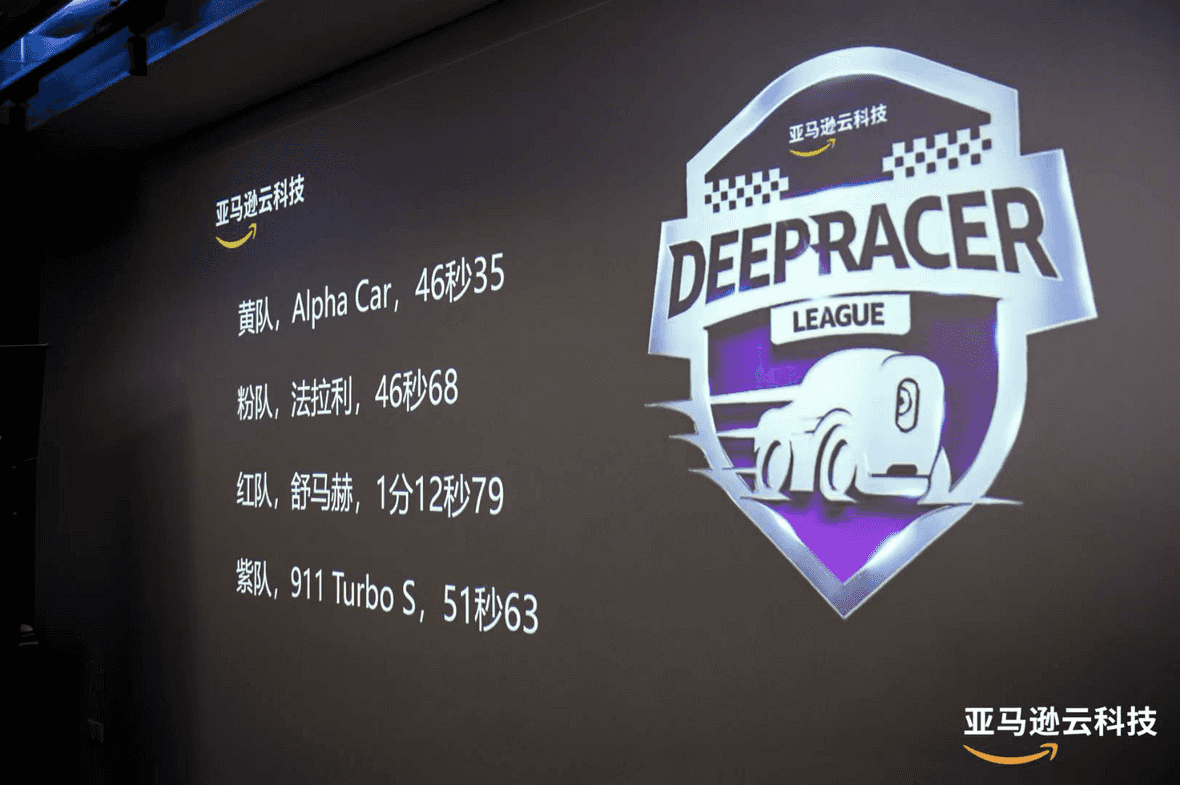 亚马逊云科技
黄队，Alpha Car，46秒35
粉队，法拉利，46秒68
红队，舒马赫，1分12秒79
紫队，911 Turbo S，51秒63
亚马逊云科技
DEEPRACER
LEAGUE
亚马逊云科技